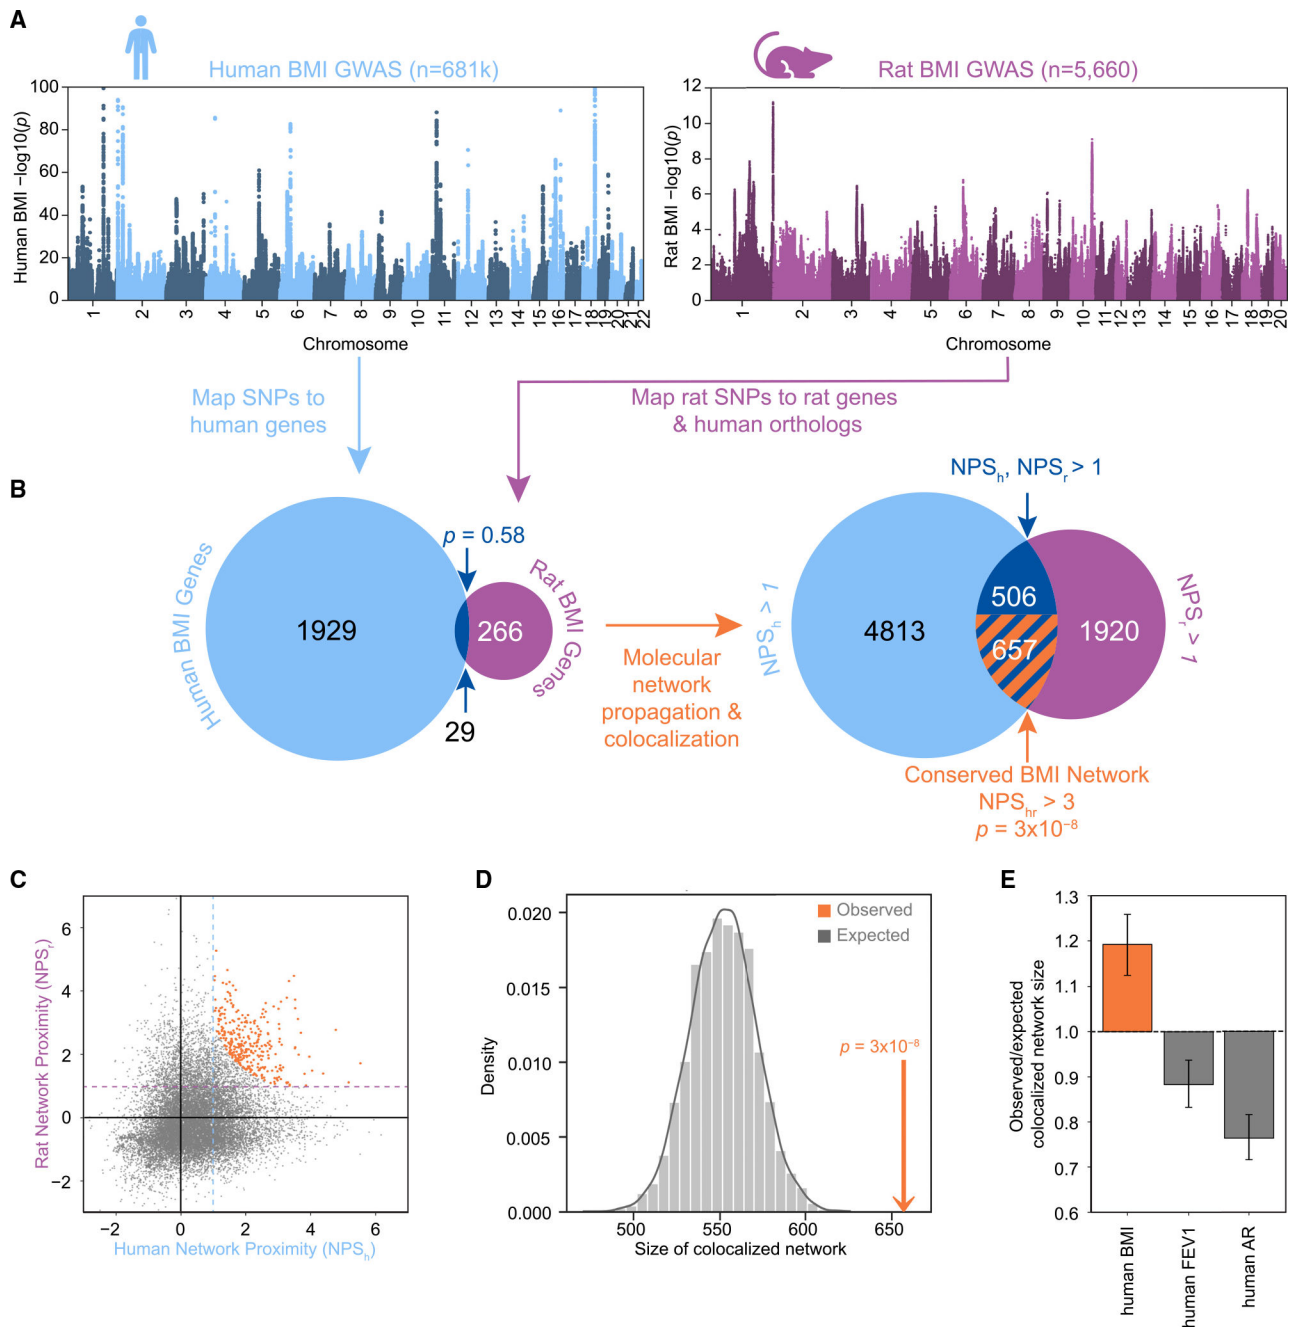 A
Human BMI GWAS (n=681k)
Rat BMI GWAS (n=5,660)
Human BMI −log10(p)
100
80
60
40
20
0
1 2 3 4 5 6 7 8 9 10 11 12 13 14 15 16 17 18 19 20 21 22
Chromosome
Rat BMI −log10(p)
12
10
8
6
4
2
0
1 2 3 4 5 6 7 8 9 10 11 12 13 14 15 16 17 18 19 20
Chromosome
Map SNPs to
human genes
Map rat SNPs to rat genes
& human orthologs
B
Human BMI Genes
1929
p = 0.58
266
Rat BMI Genes
29
Molecular
network
propagation &
colocalization
NPSh, NPSr > 1
NPSh > 1
4813
506
657
1920
NPSr > 1
Conserved BMI Network
NPShr > 3
p = 3x10⁻⁸
C
Rat Network Proximity (NPSr)
6
4
2
0
−2
−2 0 2 4 6
Human Network Proximity (NPSh)
D
Density
0.020
0.015
0.010
0.005
0.000
Observed
Expected
p = 3x10⁻⁸
500 550 600 650
Size of colocalized network
E
Observed/expected
colocalized network size
1.3
1.2
1.1
1.0
0.9
0.8
0.7
0.6
human BMI
human FEV1
human AR